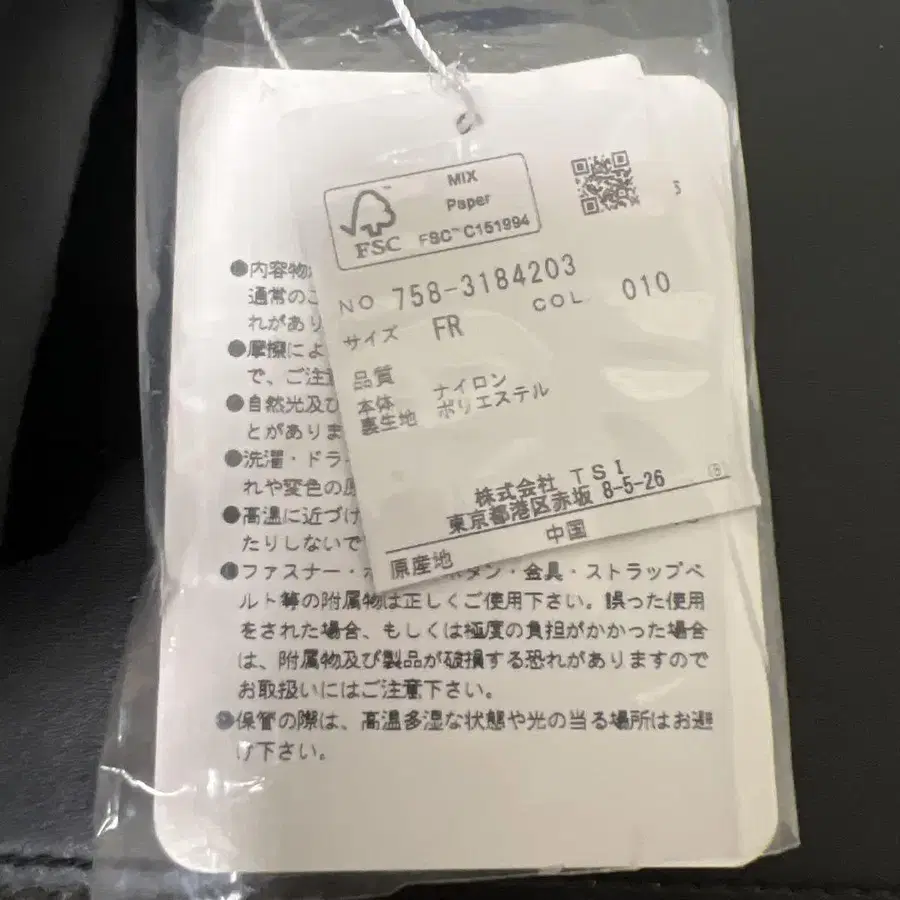 MIX
Paper
FSC
FSC™ C151994
5
NO 758-3184203 COL 010
サイズ FR
品質
本体 ナイロン
裏生地 ポリエステル
株式会社 TSI
東京都港区赤坂 8-5-26 (B)
原産地 中国
●内容物
通常のこ
れがあり
●摩擦によ
で、ご注意
●自然光及び
とがありま
●洗濯・ドラ
れや変色の原
●高温に近づけ
たりしないで
●ファスナー・ボタン・金具・ストラップベ
ルト等の附属物は正しくご使用下さい。誤った使用
をされた場合、もしくは極度の負担がかかった場合
は、附属物及び製品が破損する恐れがありますので
お取扱いにはご注意下さい。
●保管の際は、高温多湿な状態や光の当る場所はお避
け下さい。